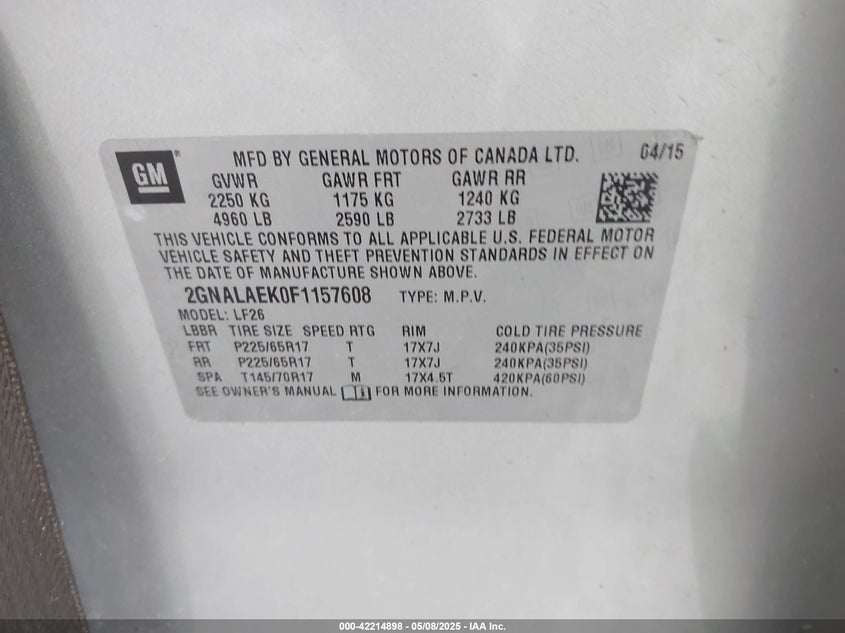 GM
MFD BY GENERAL MOTORS OF CANADA LTD. 04/15
GVWR GAWR FRT GAWR RR
2250 KG 1175 KG 1240 KG
4960 LB 2590 LB 2733 LB
THIS VEHICLE CONFORMS TO ALL APPLICABLE U.S. FEDERAL MOTOR
VEHICLE SAFETY AND THEFT PREVENTION STANDARDS IN EFFECT ON
THE DATE OF MANUFACTURE SHOWN ABOVE.
2GNALAEK0F1157608 TYPE: M.P.V.
MODEL: LF26
LBBR TIRE SIZE SPEED RTG RIM COLD TIRE PRESSURE
FRT P225/65R17 T 17X7J 240KPA(35PSI)
RR P225/65R17 T 17X7J 240KPA(35PSI)
SPA T145/70R17 M 17X4.5T 420KPA(60PSI)
SEE OWNER'S MANUAL FOR MORE INFORMATION.
000-42214898 - 05/08/2025 - IAA Inc.